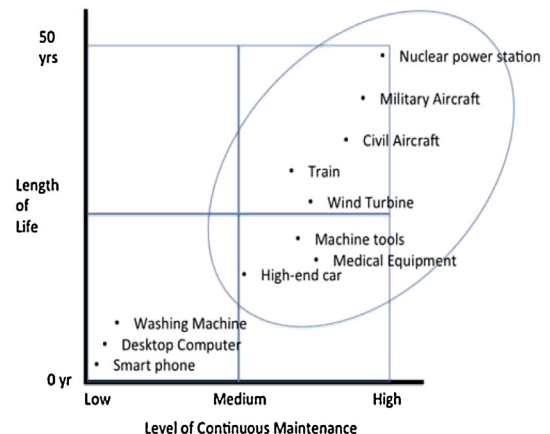 50
yrs
Nuclear power station
Military Aircraft
Civil Aircraft
Train
Length
of
Life
Wind Turbine
Machine tools
Medical Equipment
High-end car
Washing Machine
Desktop Computer
Smart phone
0 yr
Low
Medium
High
Level of Continuous Maintenance